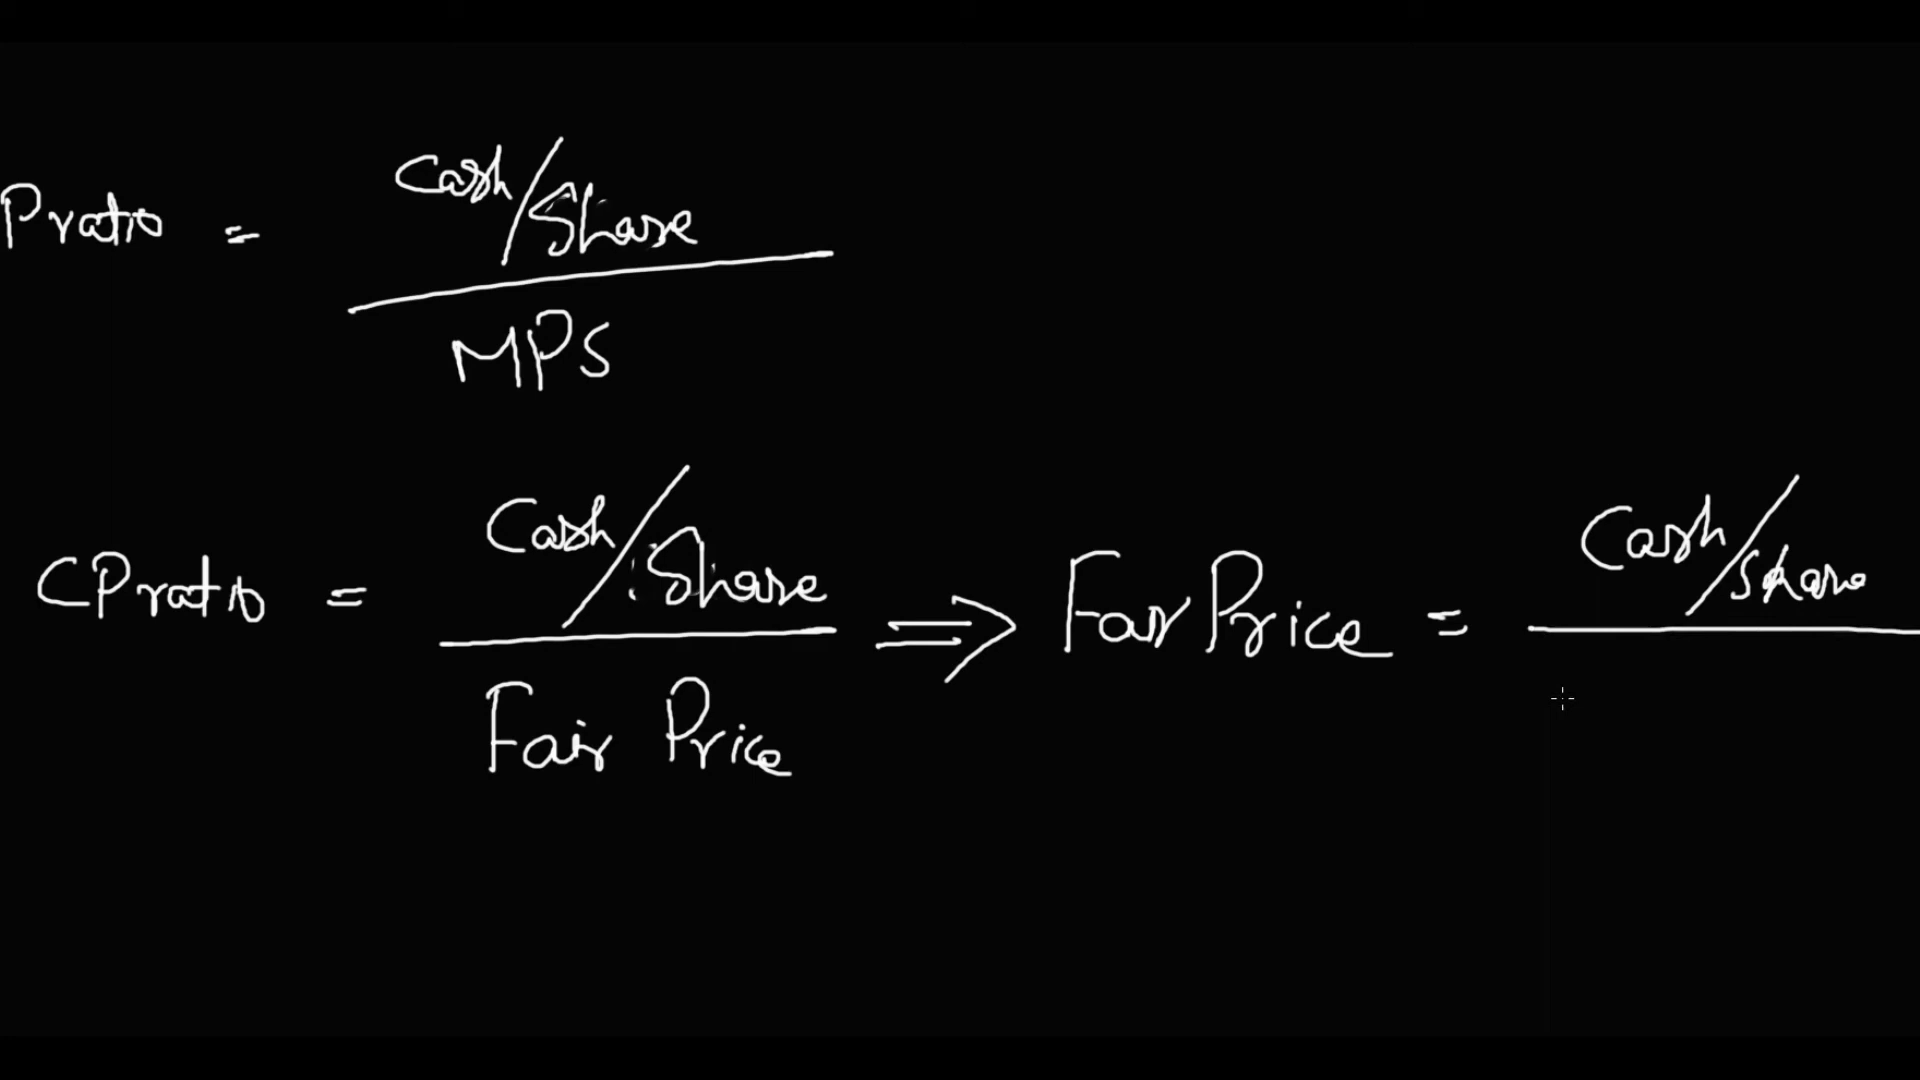 Pratio = Cash/Share
MPS
CPratio = Cash/Share ⇒ Fair Price = Cash/Share
Fair Price